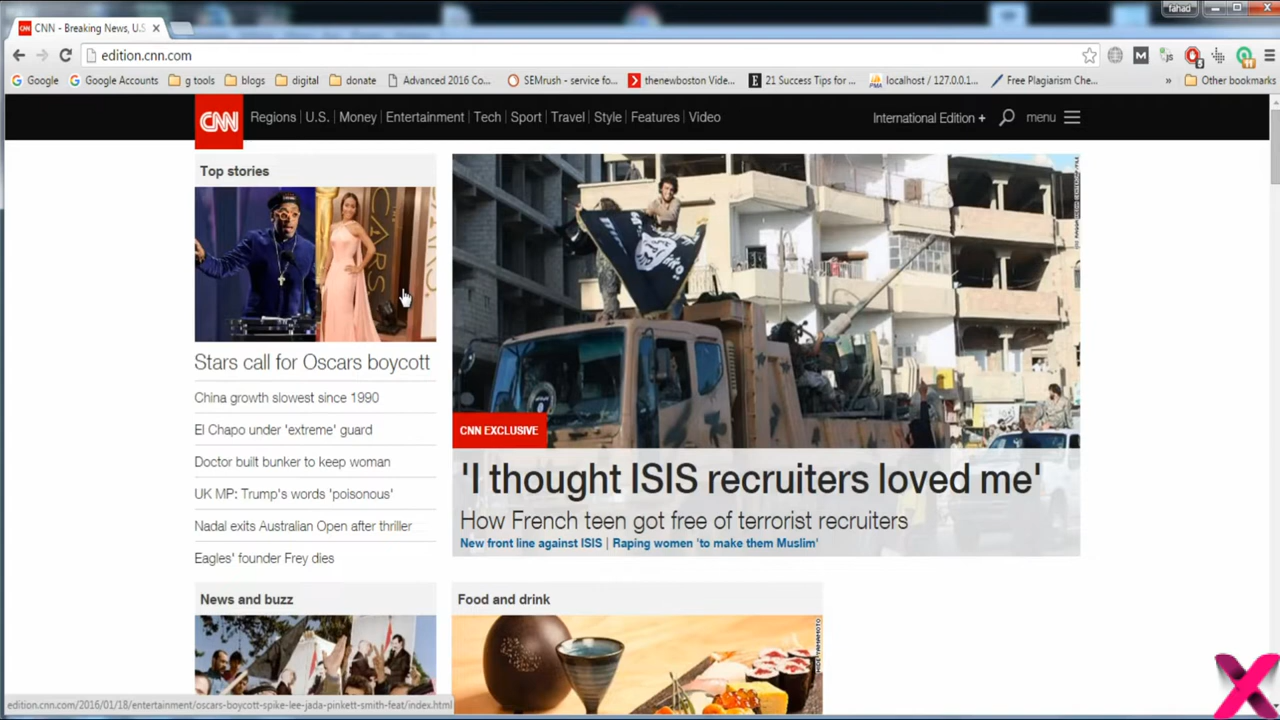 fahad
CNN - Breaking News, U.S
edition.cnn.com
Google
Google Accounts
g tools
blogs
digital
donate
Advanced 2016 Co...
SEMrush - service fo...
thenewboston Vide...
21 Success Tips for ...
localhost / 127.0.0.1...
Free Plagiarism Che...
»
Other bookmarks
CNN
Regions | U.S. | Money | Entertainment | Tech | Sport | Travel | Style | Features | Video
International Edition +
menu
Top stories
Stars call for Oscars boycott
China growth slowest since 1990
El Chapo under 'extreme' guard
Doctor built bunker to keep woman
UK MP: Trump's words 'poisonous'
Nadal exits Australian Open after thriller
Eagles' founder Frey dies
CNN EXCLUSIVE
'I thought ISIS recruiters loved me'
How French teen got free of terrorist recruiters
New front line against ISIS | Raping women 'to make them Muslim'
News and buzz
Food and drink
edition.cnn.com/2016/01/18/entertainment/oscars-boycott-spike-lee-jada-pinkett-smith-feat/index.html
X